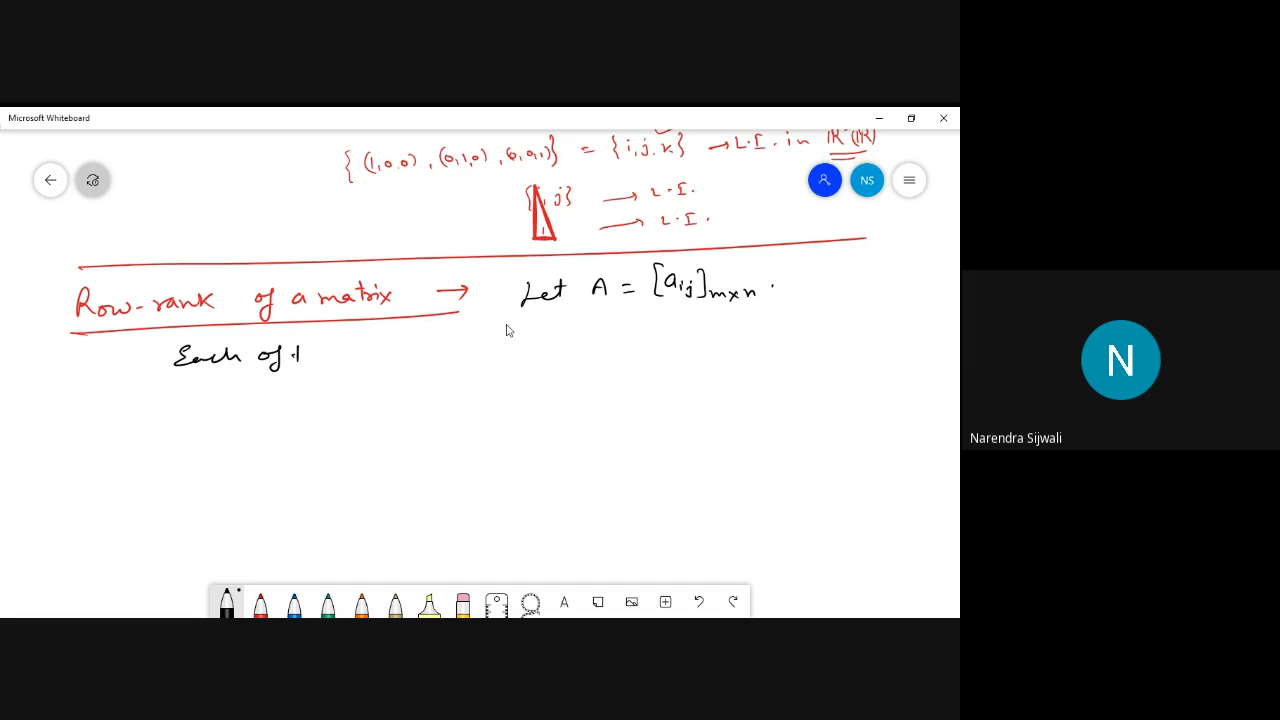 Microsoft Whiteboard
{ (1,0,0) , (0,1,0) , (0,0,1) } = { i, j, k } → L.I. in
NS
j } → L.I.
→ L.I.
Row-rank of a matrix → Let A = [aij]m×n .
Each of
N
Narendra Sijwali
A